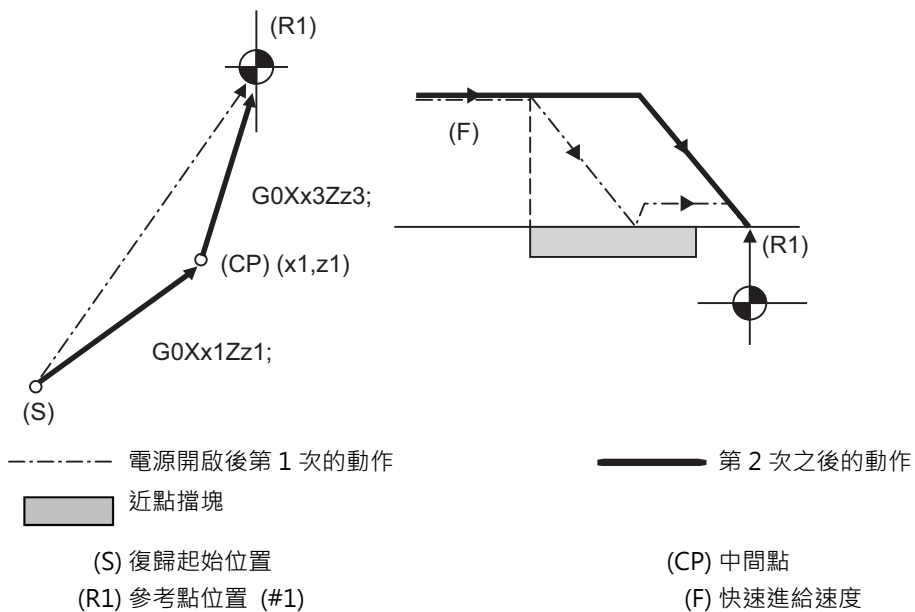 (R1)
(F)
G0Xx3Zz3;
(R1)
(CP) (x1,z1)
G0Xx1Zz1;
(S)
電源開啟後第 1 次的動作
第 2 次之後的動作
近點擋塊
(S) 復歸起始位置
(CP) 中間點
(R1) 參考點位置 (#1)
(F) 快速進給速度